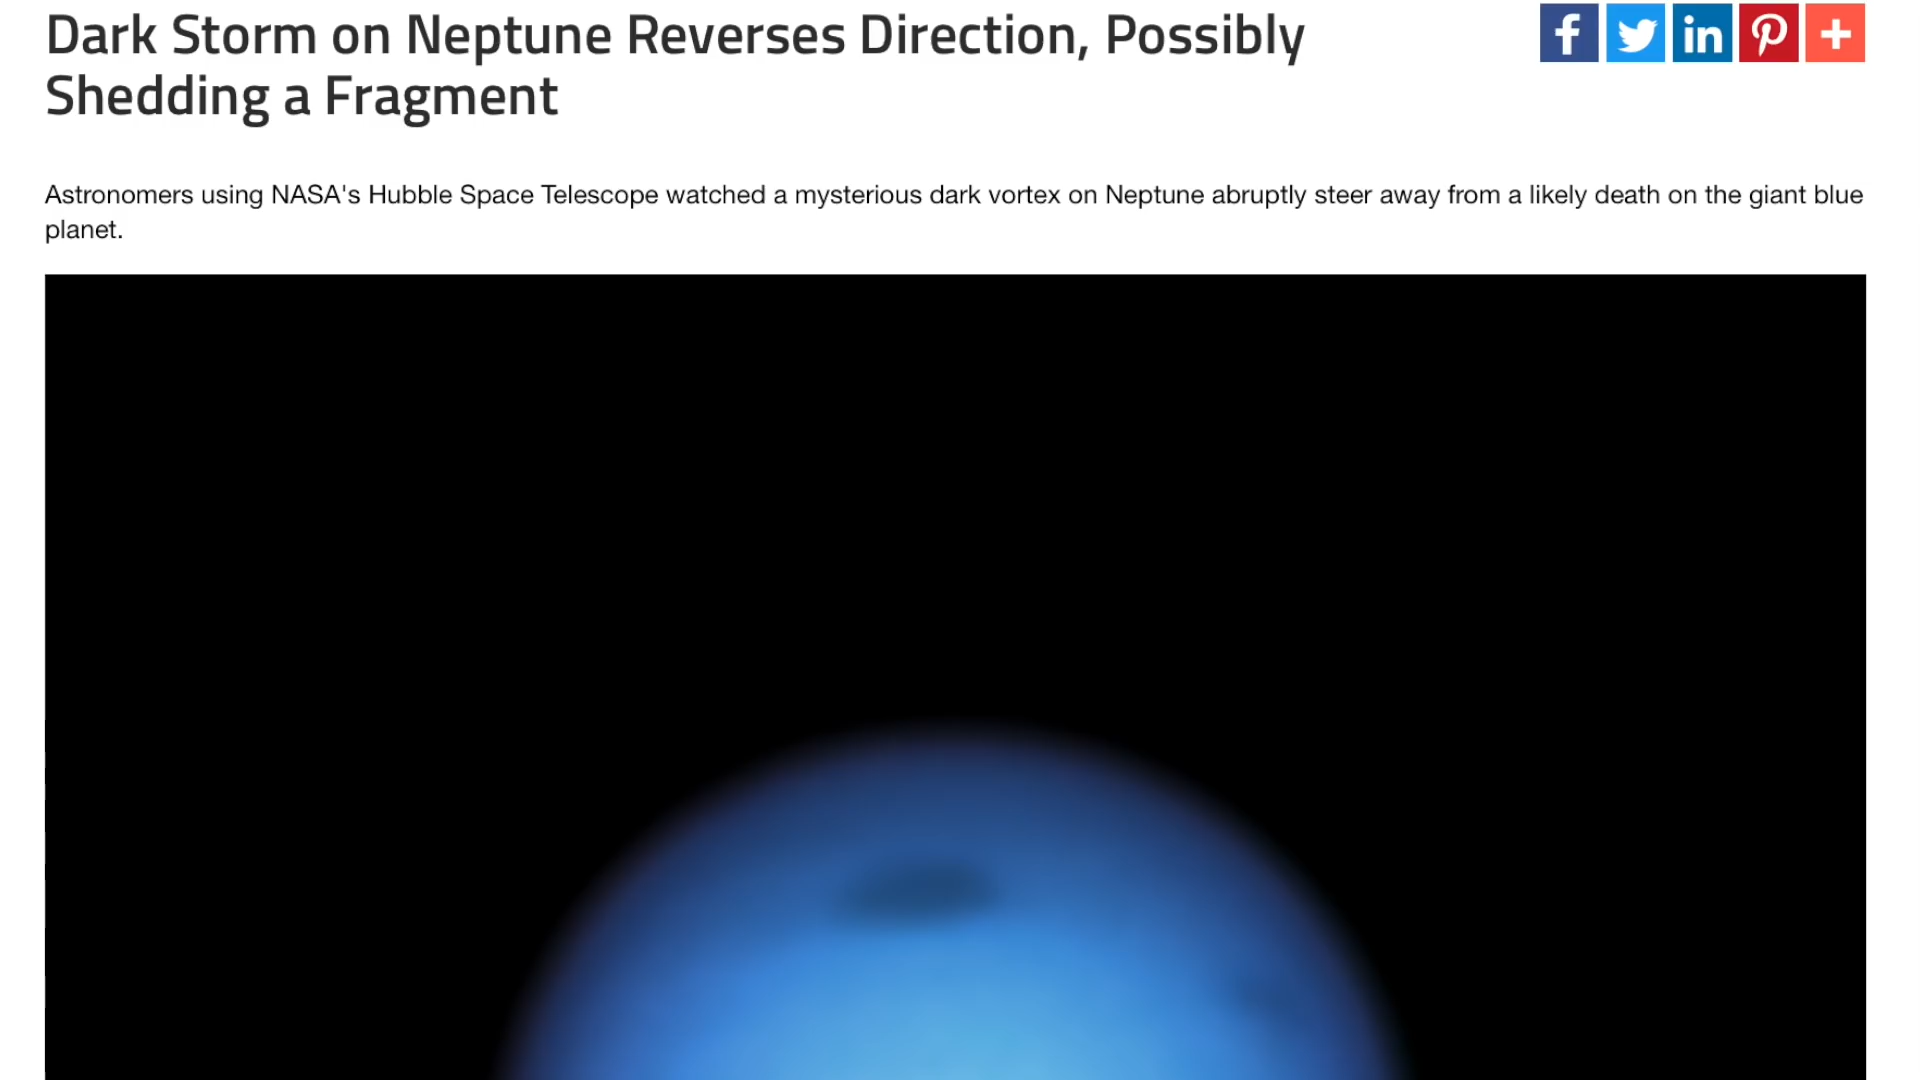 Dark Storm on Neptune Reverses Direction, Possibly
Shedding a Fragment
Astronomers using NASA's Hubble Space Telescope watched a mysterious dark vortex on Neptune abruptly steer away from a likely death on the giant blue
planet.